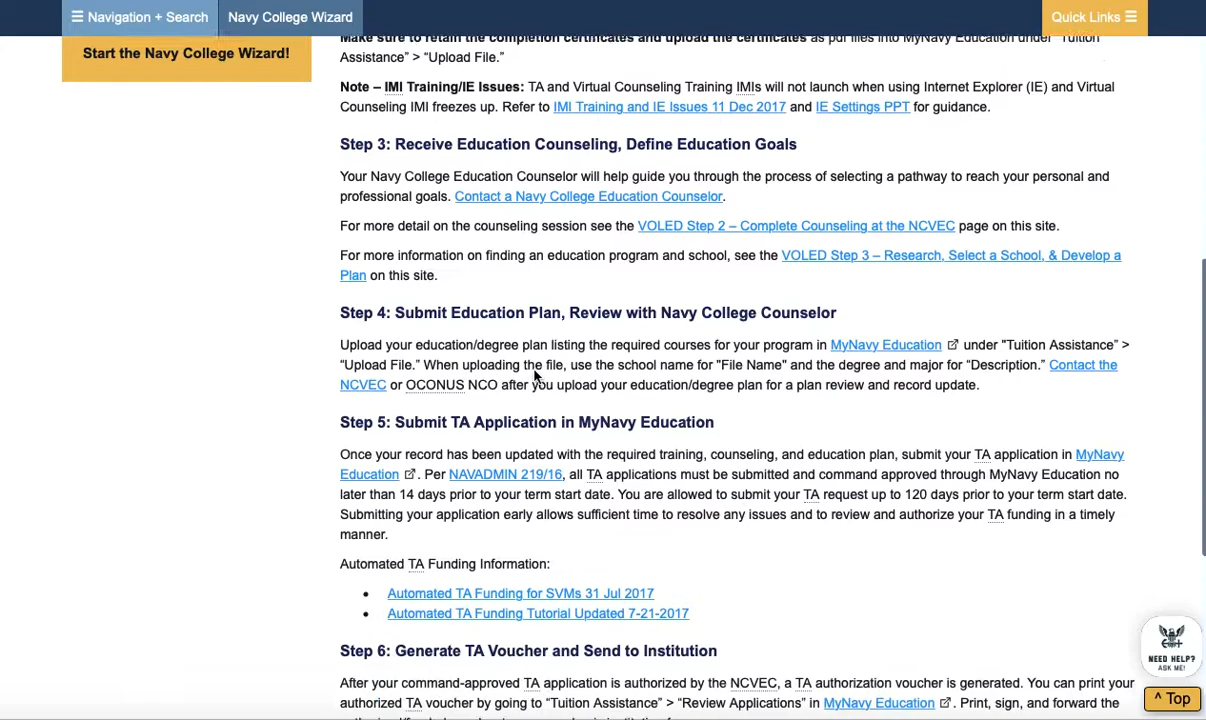 ☰ Navigation + Search
Navy College Wizard
Quick Links ☰
Start the Navy College Wizard!
Make sure to retain the completion certificates and upload the certificates as pdf files into MyNavy Education under "Tuition
Assistance” > “Upload File.”
Note – IMI Training/IE Issues: TA and Virtual Counseling Training IMIs will not launch when using Internet Explorer (IE) and Virtual
Counseling IMI freezes up. Refer to IMI Training and IE Issues 11 Dec 2017 and IE Settings PPT for guidance.
Step 3: Receive Education Counseling, Define Education Goals
Your Navy College Education Counselor will help guide you through the process of selecting a pathway to reach your personal and
professional goals. Contact a Navy College Education Counselor.
For more detail on the counseling session see the VOLED Step 2 – Complete Counseling at the NCVEC page on this site.
For more information on finding an education program and school, see the VOLED Step 3 – Research, Select a School, & Develop a
Plan on this site.
Step 4: Submit Education Plan, Review with Navy College Counselor
Upload your education/degree plan listing the required courses for your program in MyNavy Education under "Tuition Assistance” >
“Upload File.” When uploading the file, use the school name for "File Name" and the degree and major for “Description.” Contact the
NCVEC or OCONUS NCO after you upload your education/degree plan for a plan review and record update.
Step 5: Submit TA Application in MyNavy Education
Once your record has been updated with the required training, counseling, and education plan, submit your TA application in MyNavy
Education. Per NAVADMIN 219/16, all TA applications must be submitted and command approved through MyNavy Education no
later than 14 days prior to your term start date. You are allowed to submit your TA request up to 120 days prior to your term start date.
Submitting your application early allows sufficient time to resolve any issues and to review and authorize your TA funding in a timely
manner.
Automated TA Funding Information:
• Automated TA Funding for SVMs 31 Jul 2017
• Automated TA Funding Tutorial Updated 7-21-2017
Step 6: Generate TA Voucher and Send to Institution
After your command-approved TA application is authorized by the NCVEC, a TA authorization voucher is generated. You can print your
authorized TA voucher by going to “Tuition Assistance” > “Review Applications” in MyNavy Education. Print, sign, and forward the
NEED HELP?
ASK ME!
^ Top